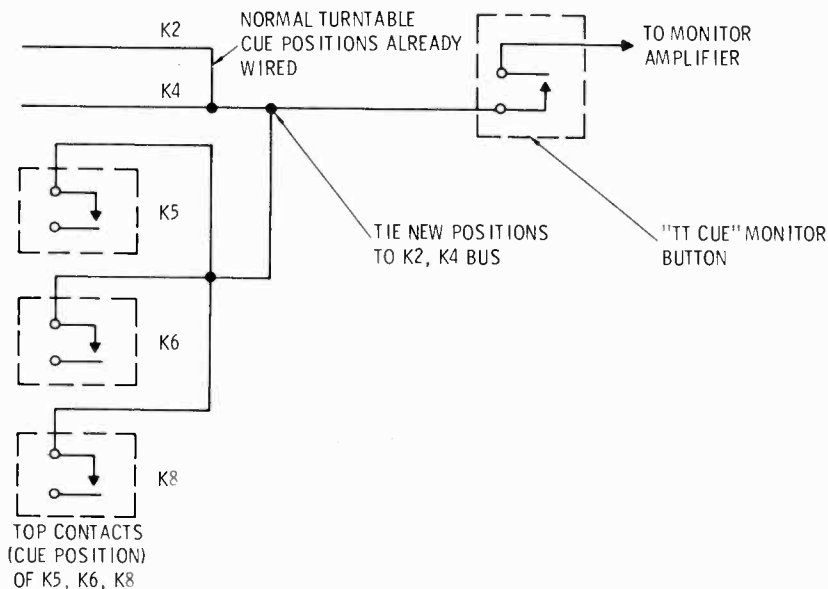 K2
NORMAL TURNTABLE
CUE POSITIONS ALREADY
WIRED
TO MONITOR
AMPLIFIER
K4
K5
TIE NEW POSITIONS
TO K2, K4 BUS
"TT CUE" MONITOR
BUTTON
K6
K8
TOP CONTACTS
(CUE POSITION)
OF K5, K6, K8